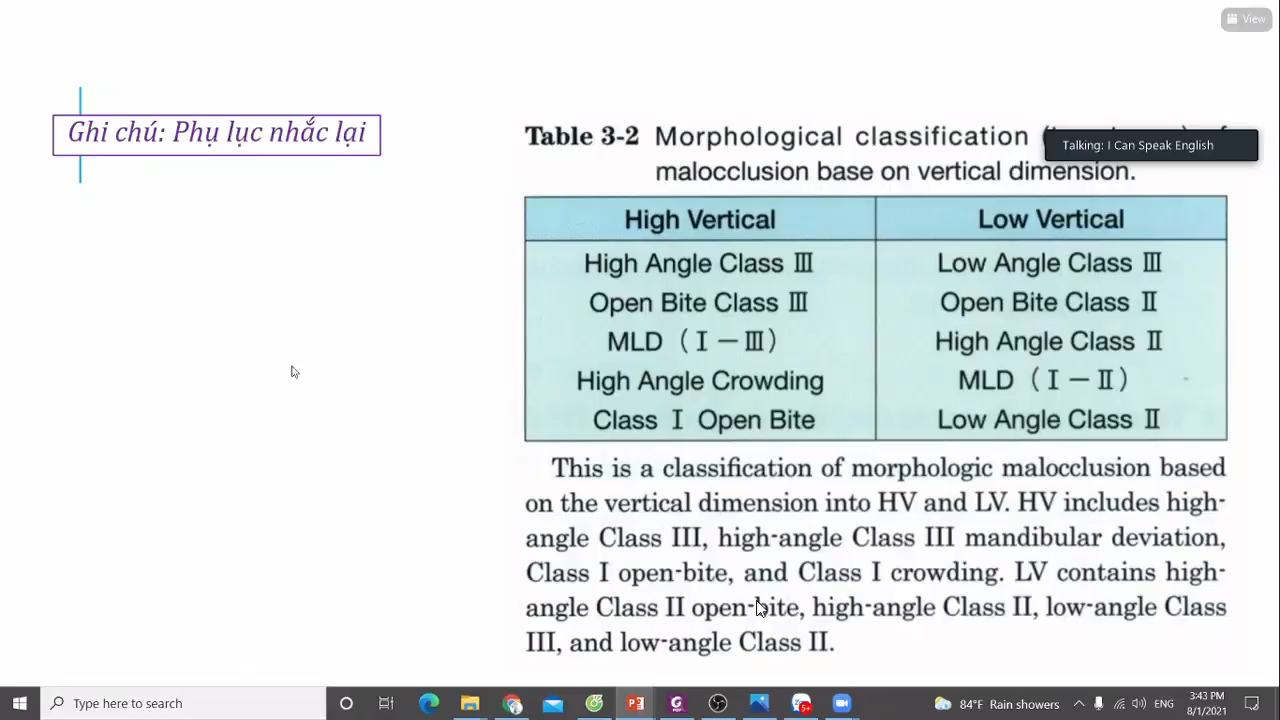 View
Ghi chú: Phụ lục nhắc lại
Table 3-2 Morphological classification
malocclusion base on vertical dimension.
Talking: I Can Speak English
High Vertical Low Vertical
High Angle Class Ⅲ Low Angle Class Ⅲ
Open Bite Class Ⅲ Open Bite Class Ⅱ
MLD (Ⅰ－Ⅲ) High Angle Class Ⅱ
High Angle Crowding MLD (Ⅰ－Ⅱ)
Class Ⅰ Open Bite Low Angle Class Ⅱ
This is a classification of morphologic malocclusion based
on the vertical dimension into HV and LV. HV includes high-
angle Class III, high-angle Class III mandibular deviation,
Class I open-bite, and Class I crowding. LV contains high-
angle Class II open-bite, high-angle Class II, low-angle Class
III, and low-angle Class II.
Type here to search
84°F Rain showers
ENG
3:43 PM
8/1/2021